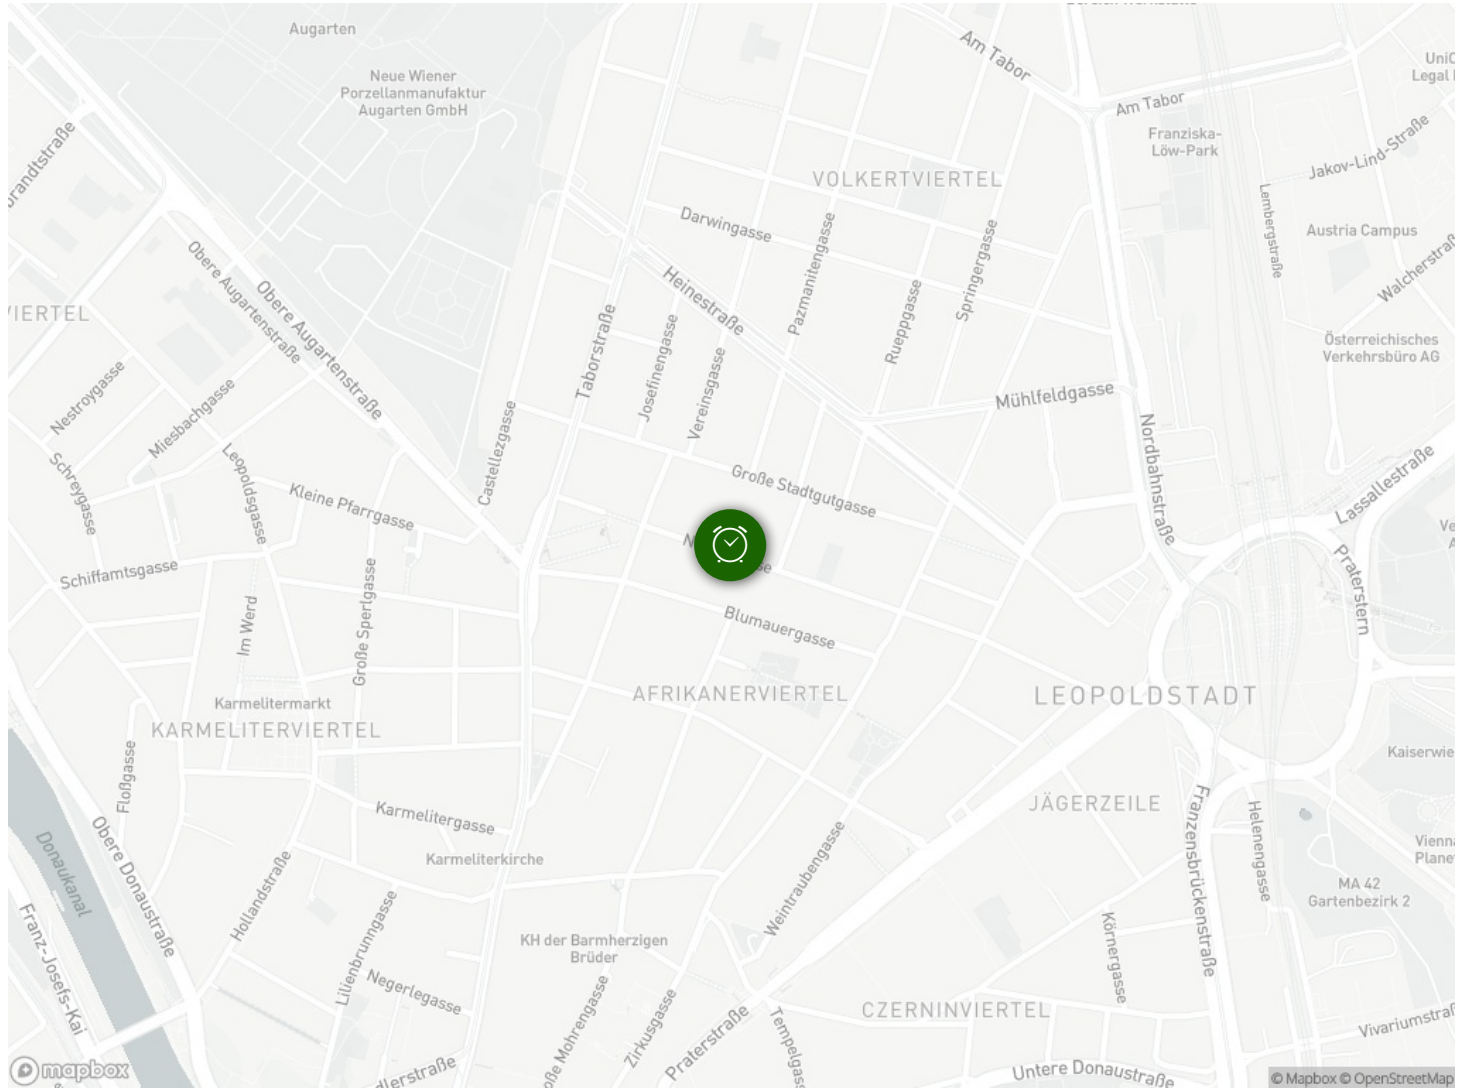 Augarten
Neue Wiener
Porzellanmanufaktur
Augarten GmbH
Am Tabor
Am Tabor
Legal
Franziska-
Löw-Park
Jakov-Lind-Straße
VOLKERTVIERTEL
Lembergstraße
Darwingasse
Austria Campus
Obere Augartenstraße
Obere Augartenstraße
Heinestraße
Pazmanitengasse
Springergasse
Rueppgasse
Österreichisches
Verkehrsbüro AG
Taborstraße
Josefinengasse
Vereinsgasse
Nestroygasse
Miesbachgasse
Mühlfeldgasse
Castellezgasse
Nordbahnstraße
Lassallestraße
Schreygasse
Leopoldsgasse
Kleine Pfarrgasse
Große Stadtgutgasse
Praterstern
Schiffamtsgasse
Im Werd
Große Sperlgasse
Blumauergasse
AFRIKANERVIERTEL
LEOPOLDSTADT
Karmelitermarkt
KARMELITERVIERTEL
Floßgasse
JÄGERZEILE
Karmelitergasse
Karmeliterkirche
Obere Donaustraße
Donaukanal
Hollandstraße
Weintraubengasse
Franzensbrückenstraße
Helenengasse
MA 42
Gartenbezirk 2
Franz-Josefs-Kai
Lilienbrunngasse
Negerlegasse
KH der Barmherzigen
Brüder
Körnergasse
CZERNINVIERTEL
Zirkusgasse
Praterstraße
Tempelgasse
Untere Donaustraße
mapbox
© Mapbox © OpenStreetMap